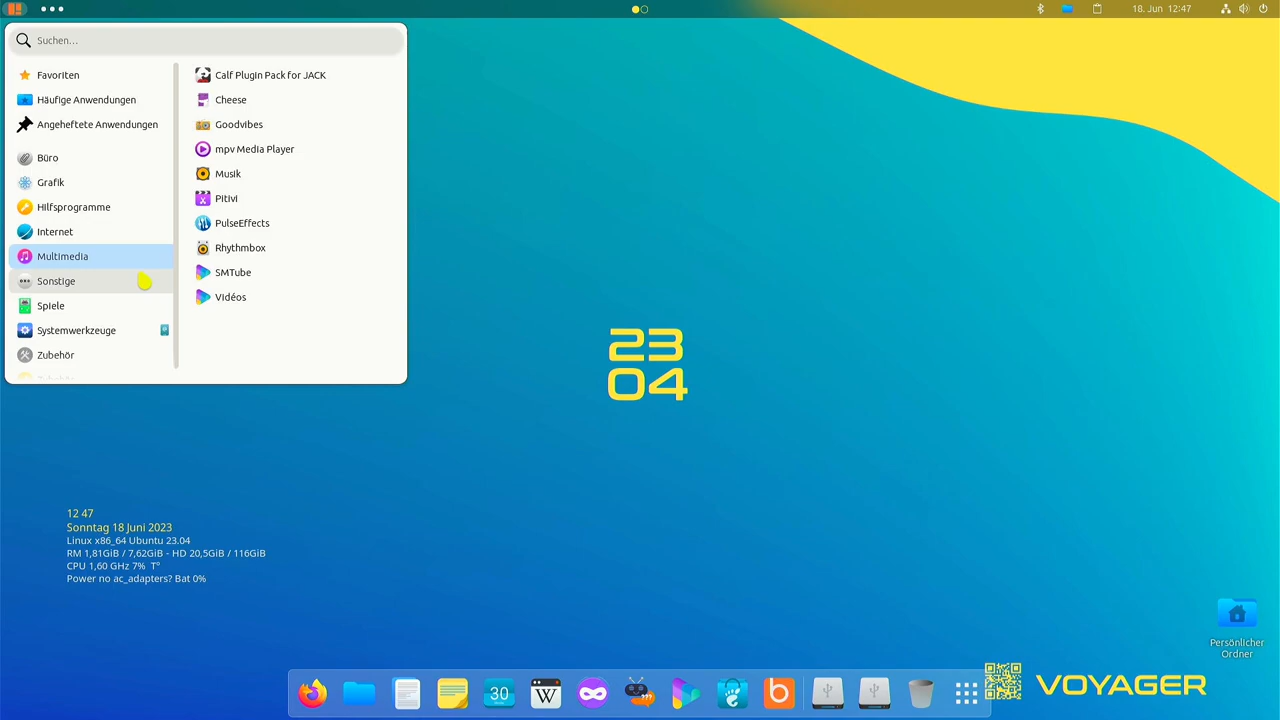 18. Jun 12:47
Suchen...
Favoriten
Häufige Anwendungen
Angeheftete Anwendungen
Büro
Grafik
Hilfsprogramme
Internet
Multimedia
Sonstige
Spiele
Systemwerkzeuge
Zubehör
Calf Plugin Pack for JACK
Cheese
Goodvibes
mpv Media Player
Musik
Pitivi
PulseEffects
Rhythmbox
SMTube
Vidéos
23
04
12 47
Sonntag 18 Juni 2023
Linux x86_64 Ubuntu 23.04
RM 1,81GiB / 7,62GiB - HD 20,5GiB / 116GiB
CPU 1,60 GHz 7% T°
Power no ac_adapters? Bat 0%
Persönlicher
Ordner
30
W
b
VOYAGER